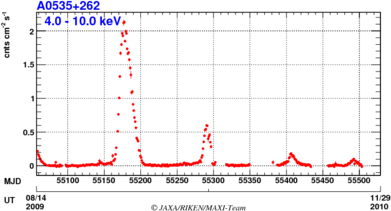 A0535+262
4.0 - 10.0 keV
cnts cm⁻² s⁻¹
2
1.5
1
0.5
0
MJD 55100 55150 55200 55250 55300 55350 55400 55450 55500
UT 08/14 2009 11/29 2010
© JAXA/RIKEN/MAXI-Team